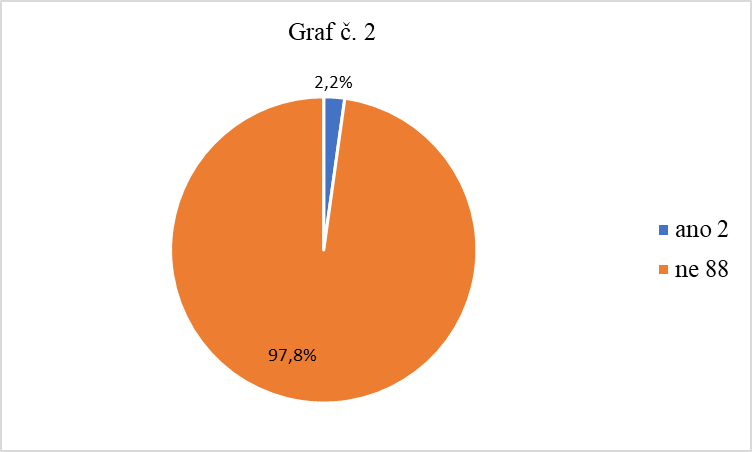 Graf č. 2
2,2%
ano 2
ne 88
97,8%